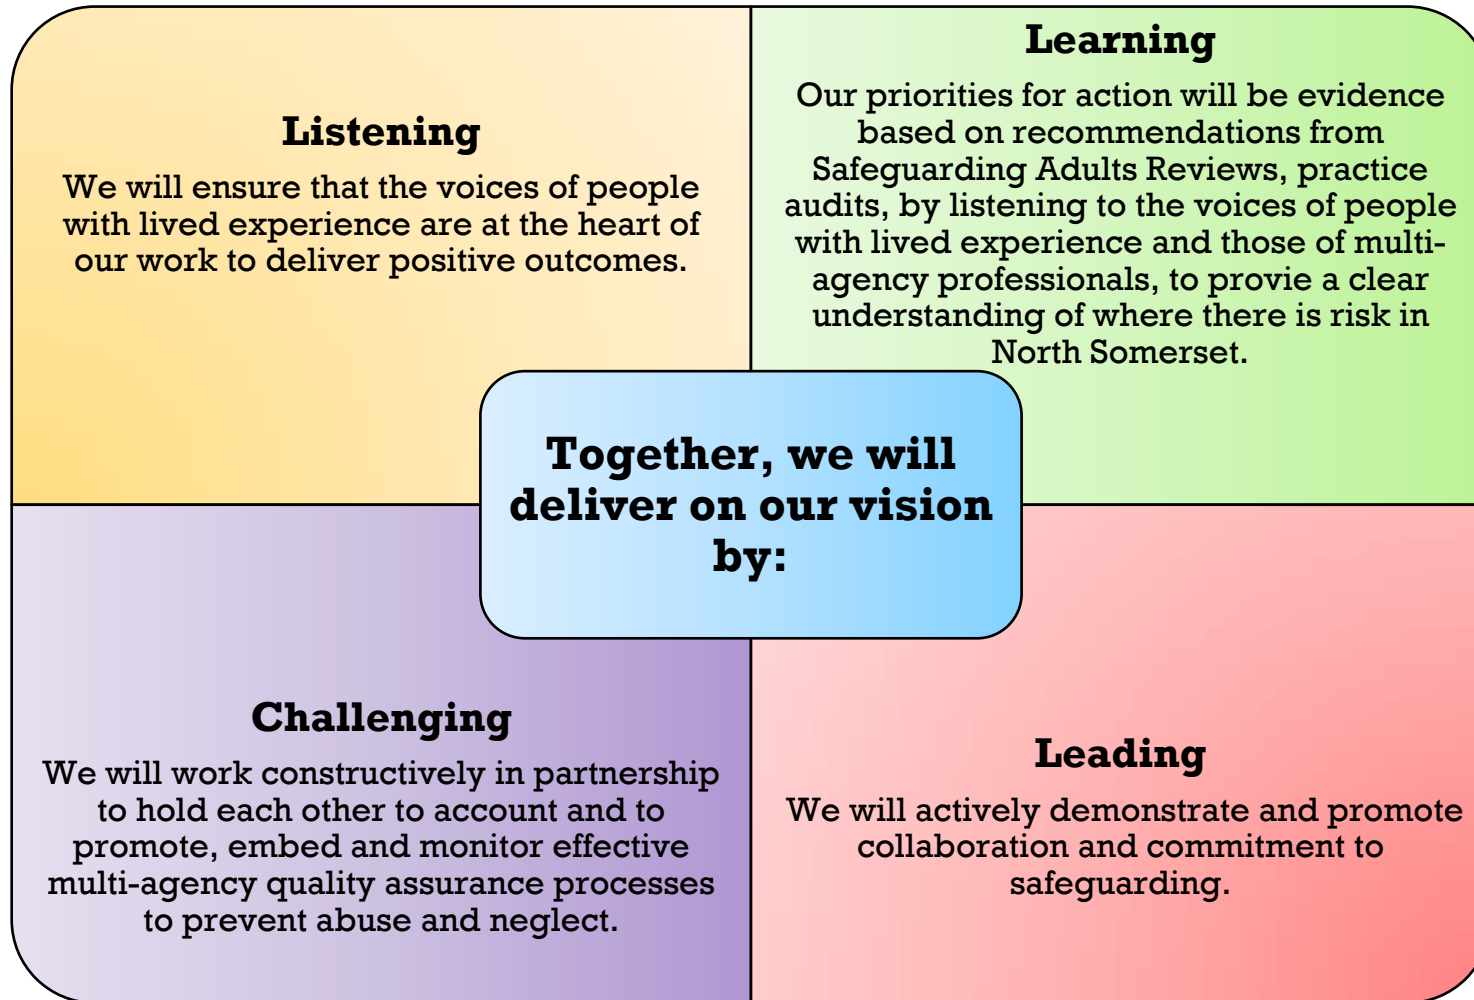 Listening
We will ensure that the voices of people
with lived experience are at the heart of
our work to deliver positive outcomes.
Learning
Our priorities for action will be evidence
based on recommendations from
Safeguarding Adults Reviews, practice
audits, by listening to the voices of people
with lived experience and those of multi-
agency professionals, to provie a clear
understanding of where there is risk in
North Somerset.
Together, we will
deliver on our vision
by:
Challenging
We will work constructively in partnership
to hold each other to account and to
promote, embed and monitor effective
multi-agency quality assurance processes
to prevent abuse and neglect.
Leading
We will actively demonstrate and promote
collaboration and commitment to
safeguarding.